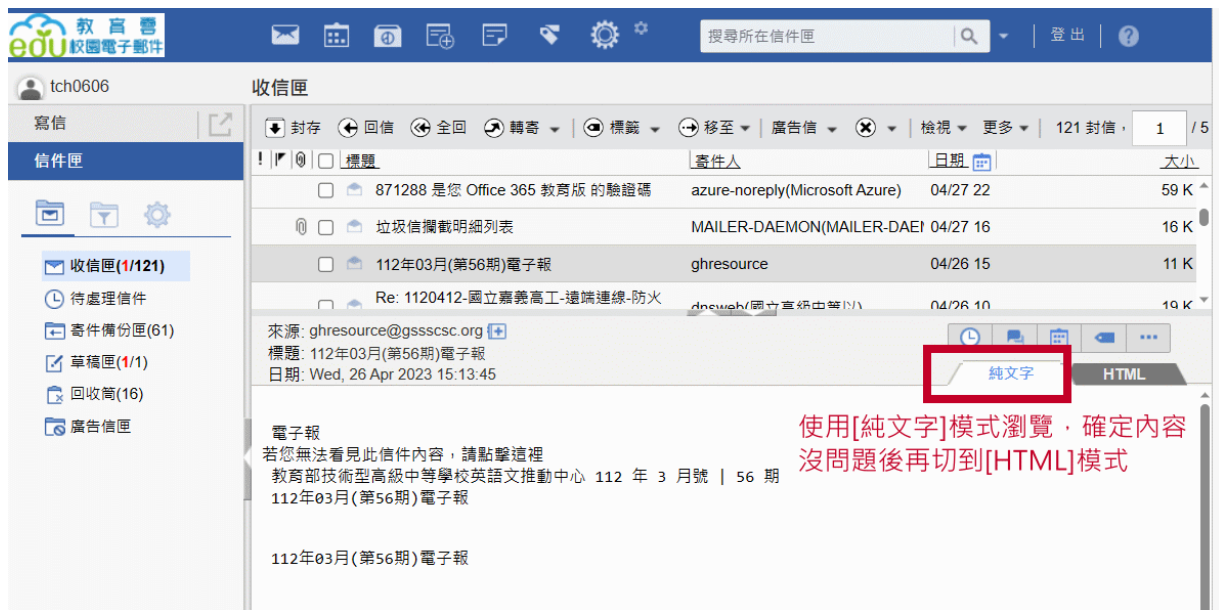 教育雲
edu校園電子郵件
搜尋所在信件匣
登出
tch0606
收信匣
寫信
封存 回信 全回 轉寄 標籤 移至 廣告信 檢視 更多 121 封信， 1 / 5
信件匣
! 標題 寄件人 日期 大小
871288 是您 Office 365 教育版 的驗證碼 azure-noreply(Microsoft Azure) 04/27 22 59 K
垃圾信攔截明細列表 MAILER-DAEMON(MAILER-DAEM 04/27 16 16 K
收信匣(1/121)
112年03月(第56期)電子報 ghresource 04/26 15 11 K
待處理信件
Re: 1120412-國立嘉義高工-遠端連線-防火 dnsweb(國立高級中等以) 04/26 10 19 K
寄件備份匣(61)
草稿匣(1/1)
回收筒(16)
廣告信匣
來源: ghresource@gssscsc.org
標題: 112年03月(第56期)電子報
日期: Wed, 26 Apr 2023 15:13:45
純文字 HTML
使用[純文字]模式瀏覽，確定內容
沒問題後再切到[HTML]模式
電子報
若您無法看見此信件內容，請點擊這裡
教育部技術型高級中等學校英語文推動中心 112 年 3 月號 | 56 期
112年03月(第56期)電子報
112年03月(第56期)電子報